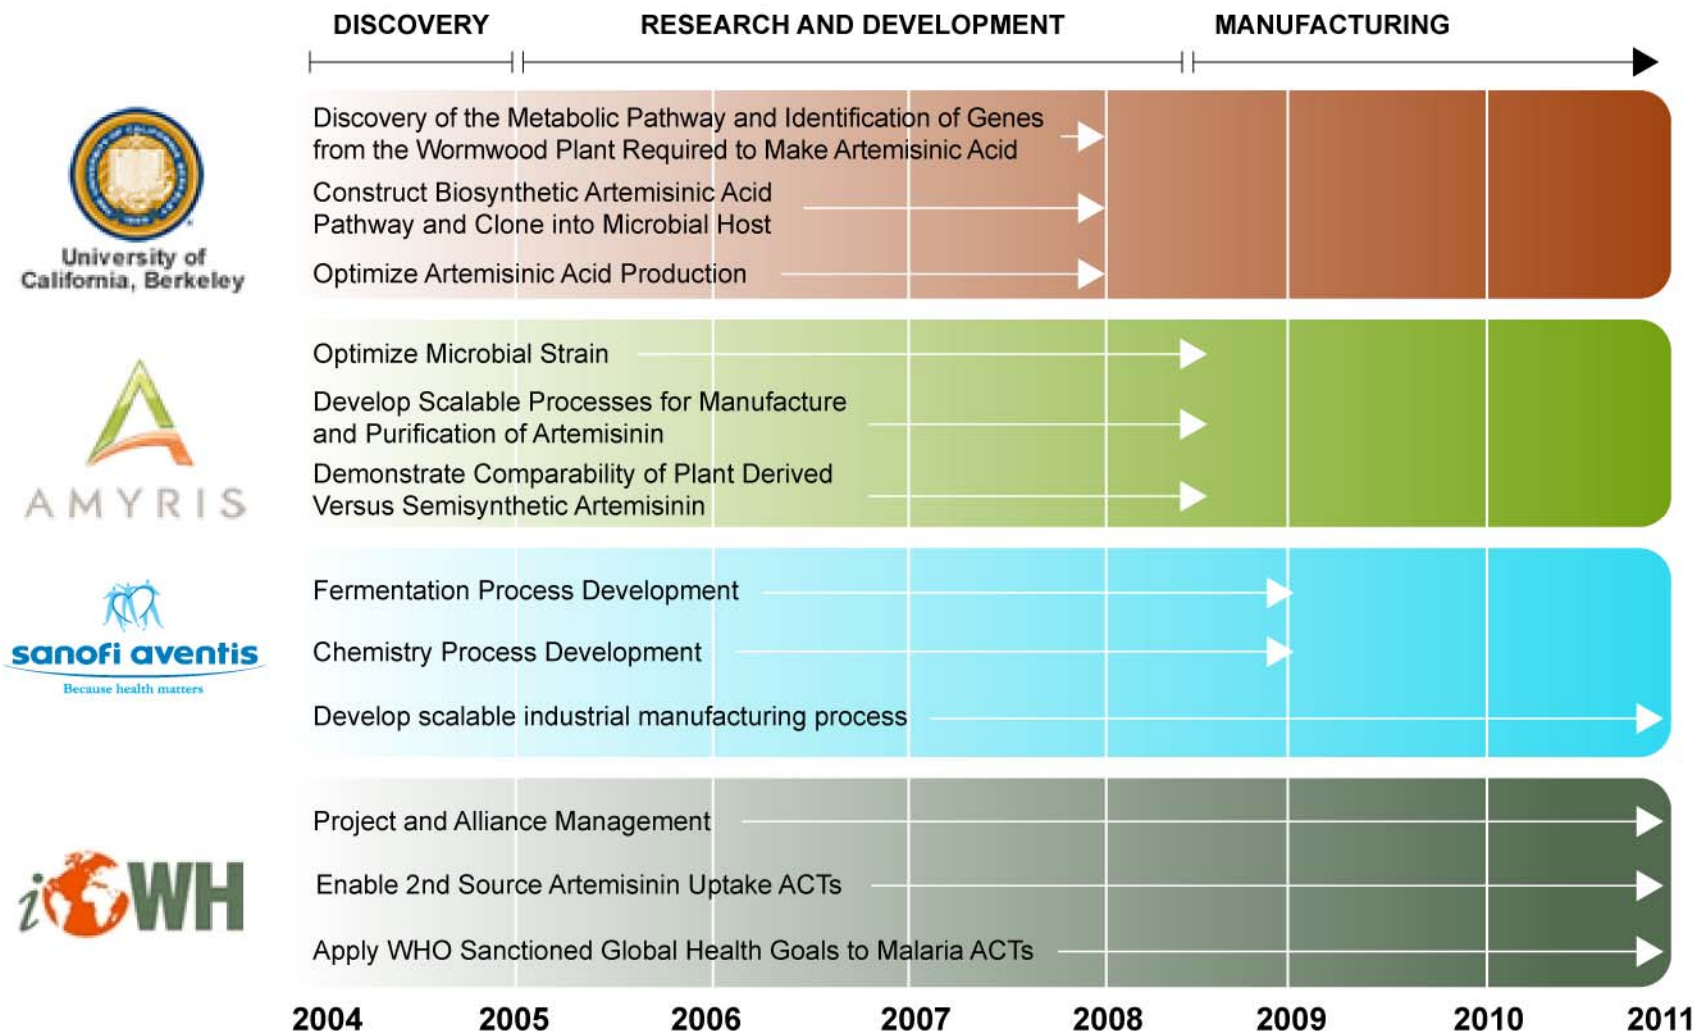 DISCOVERY
RESEARCH AND DEVELOPMENT
MANUFACTURING
University of
California, Berkeley
Discovery of the Metabolic Pathway and Identification of Genes
from the Wormwood Plant Required to Make Artemisinic Acid
Construct Biosynthetic Artemisinic Acid
Pathway and Clone into Microbial Host
Optimize Artemisinic Acid Production
AMYRIS
Optimize Microbial Strain
Develop Scalable Processes for Manufacture
and Purification of Artemisinin
Demonstrate Comparability of Plant Derived
Versus Semisynthetic Artemisinin
sanofi aventis
Because health matters
Fermentation Process Development
Chemistry Process Development
Develop scalable industrial manufacturing process
iOWH
Project and Alliance Management
Enable 2nd Source Artemisinin Uptake ACTs
Apply WHO Sanctioned Global Health Goals to Malaria ACTs
2004 2005 2006 2007 2008 2009 2010 2011